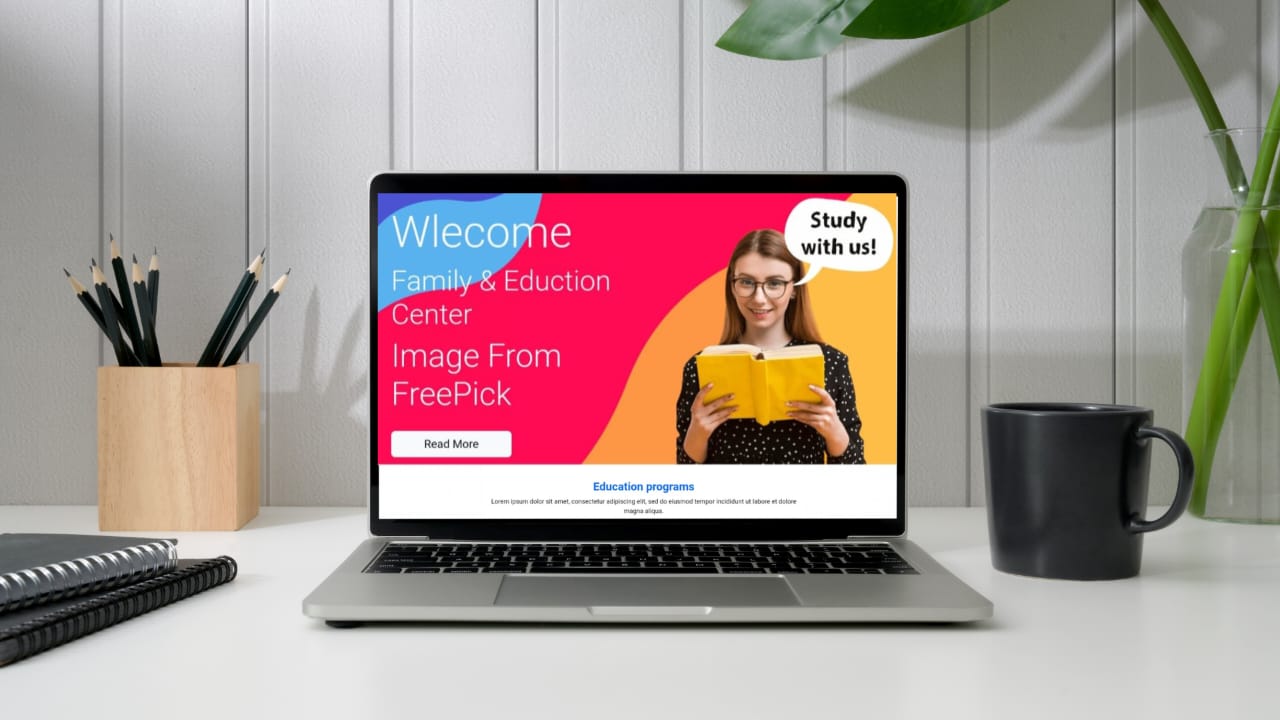 Wlecome
Family & Eduction
Center
Image From
FreePick
Read More
Study
with us!
Education programs
Lorem ipsum dolor sit amet, consectetur adipiscing elit, sed do eiusmod tempor incididunt ut labore et dolore
magna aliqua.